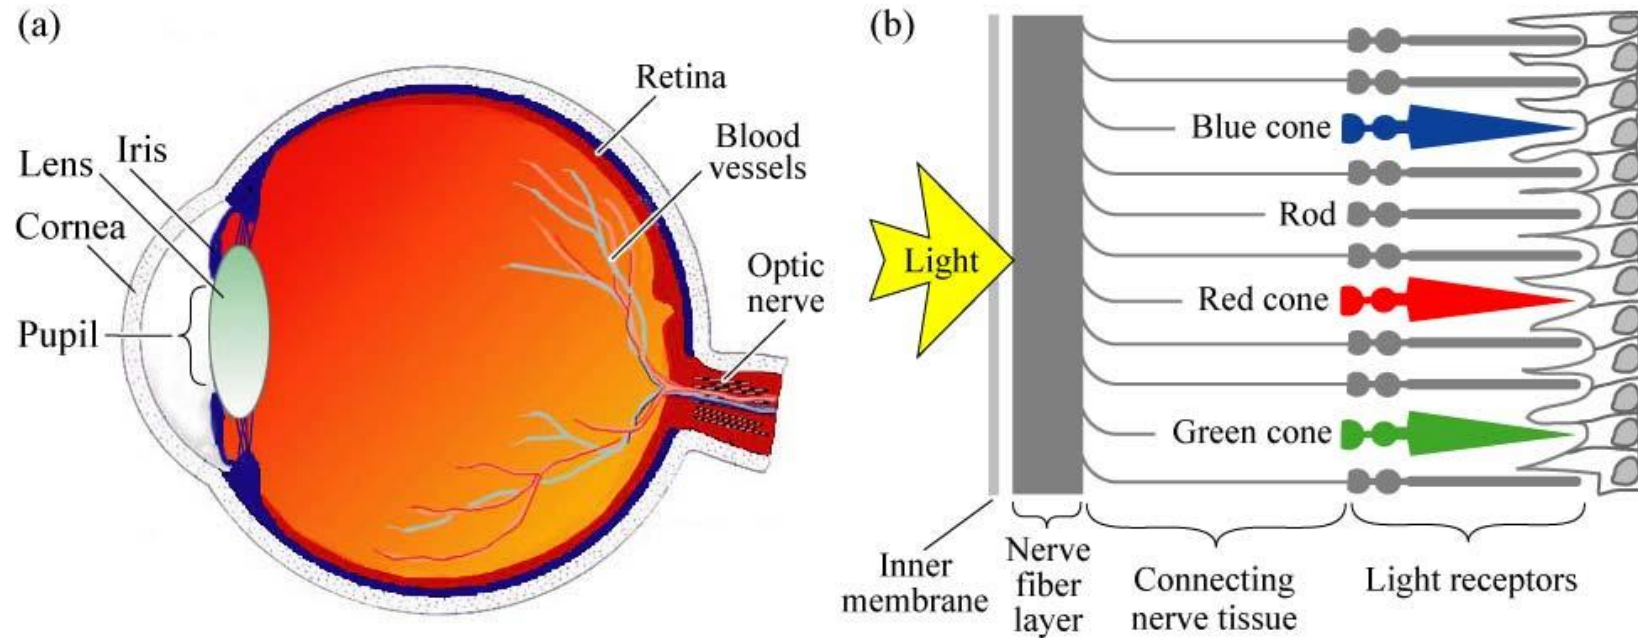 (a)
Retina
Blood
vessels
Iris
Lens
Cornea
Pupil
Optic
nerve
(b)
Blue cone
Rod
Light
Red cone
Green cone
Inner
membrane
Nerve
fiber
layer
Connecting
nerve tissue
Light receptors